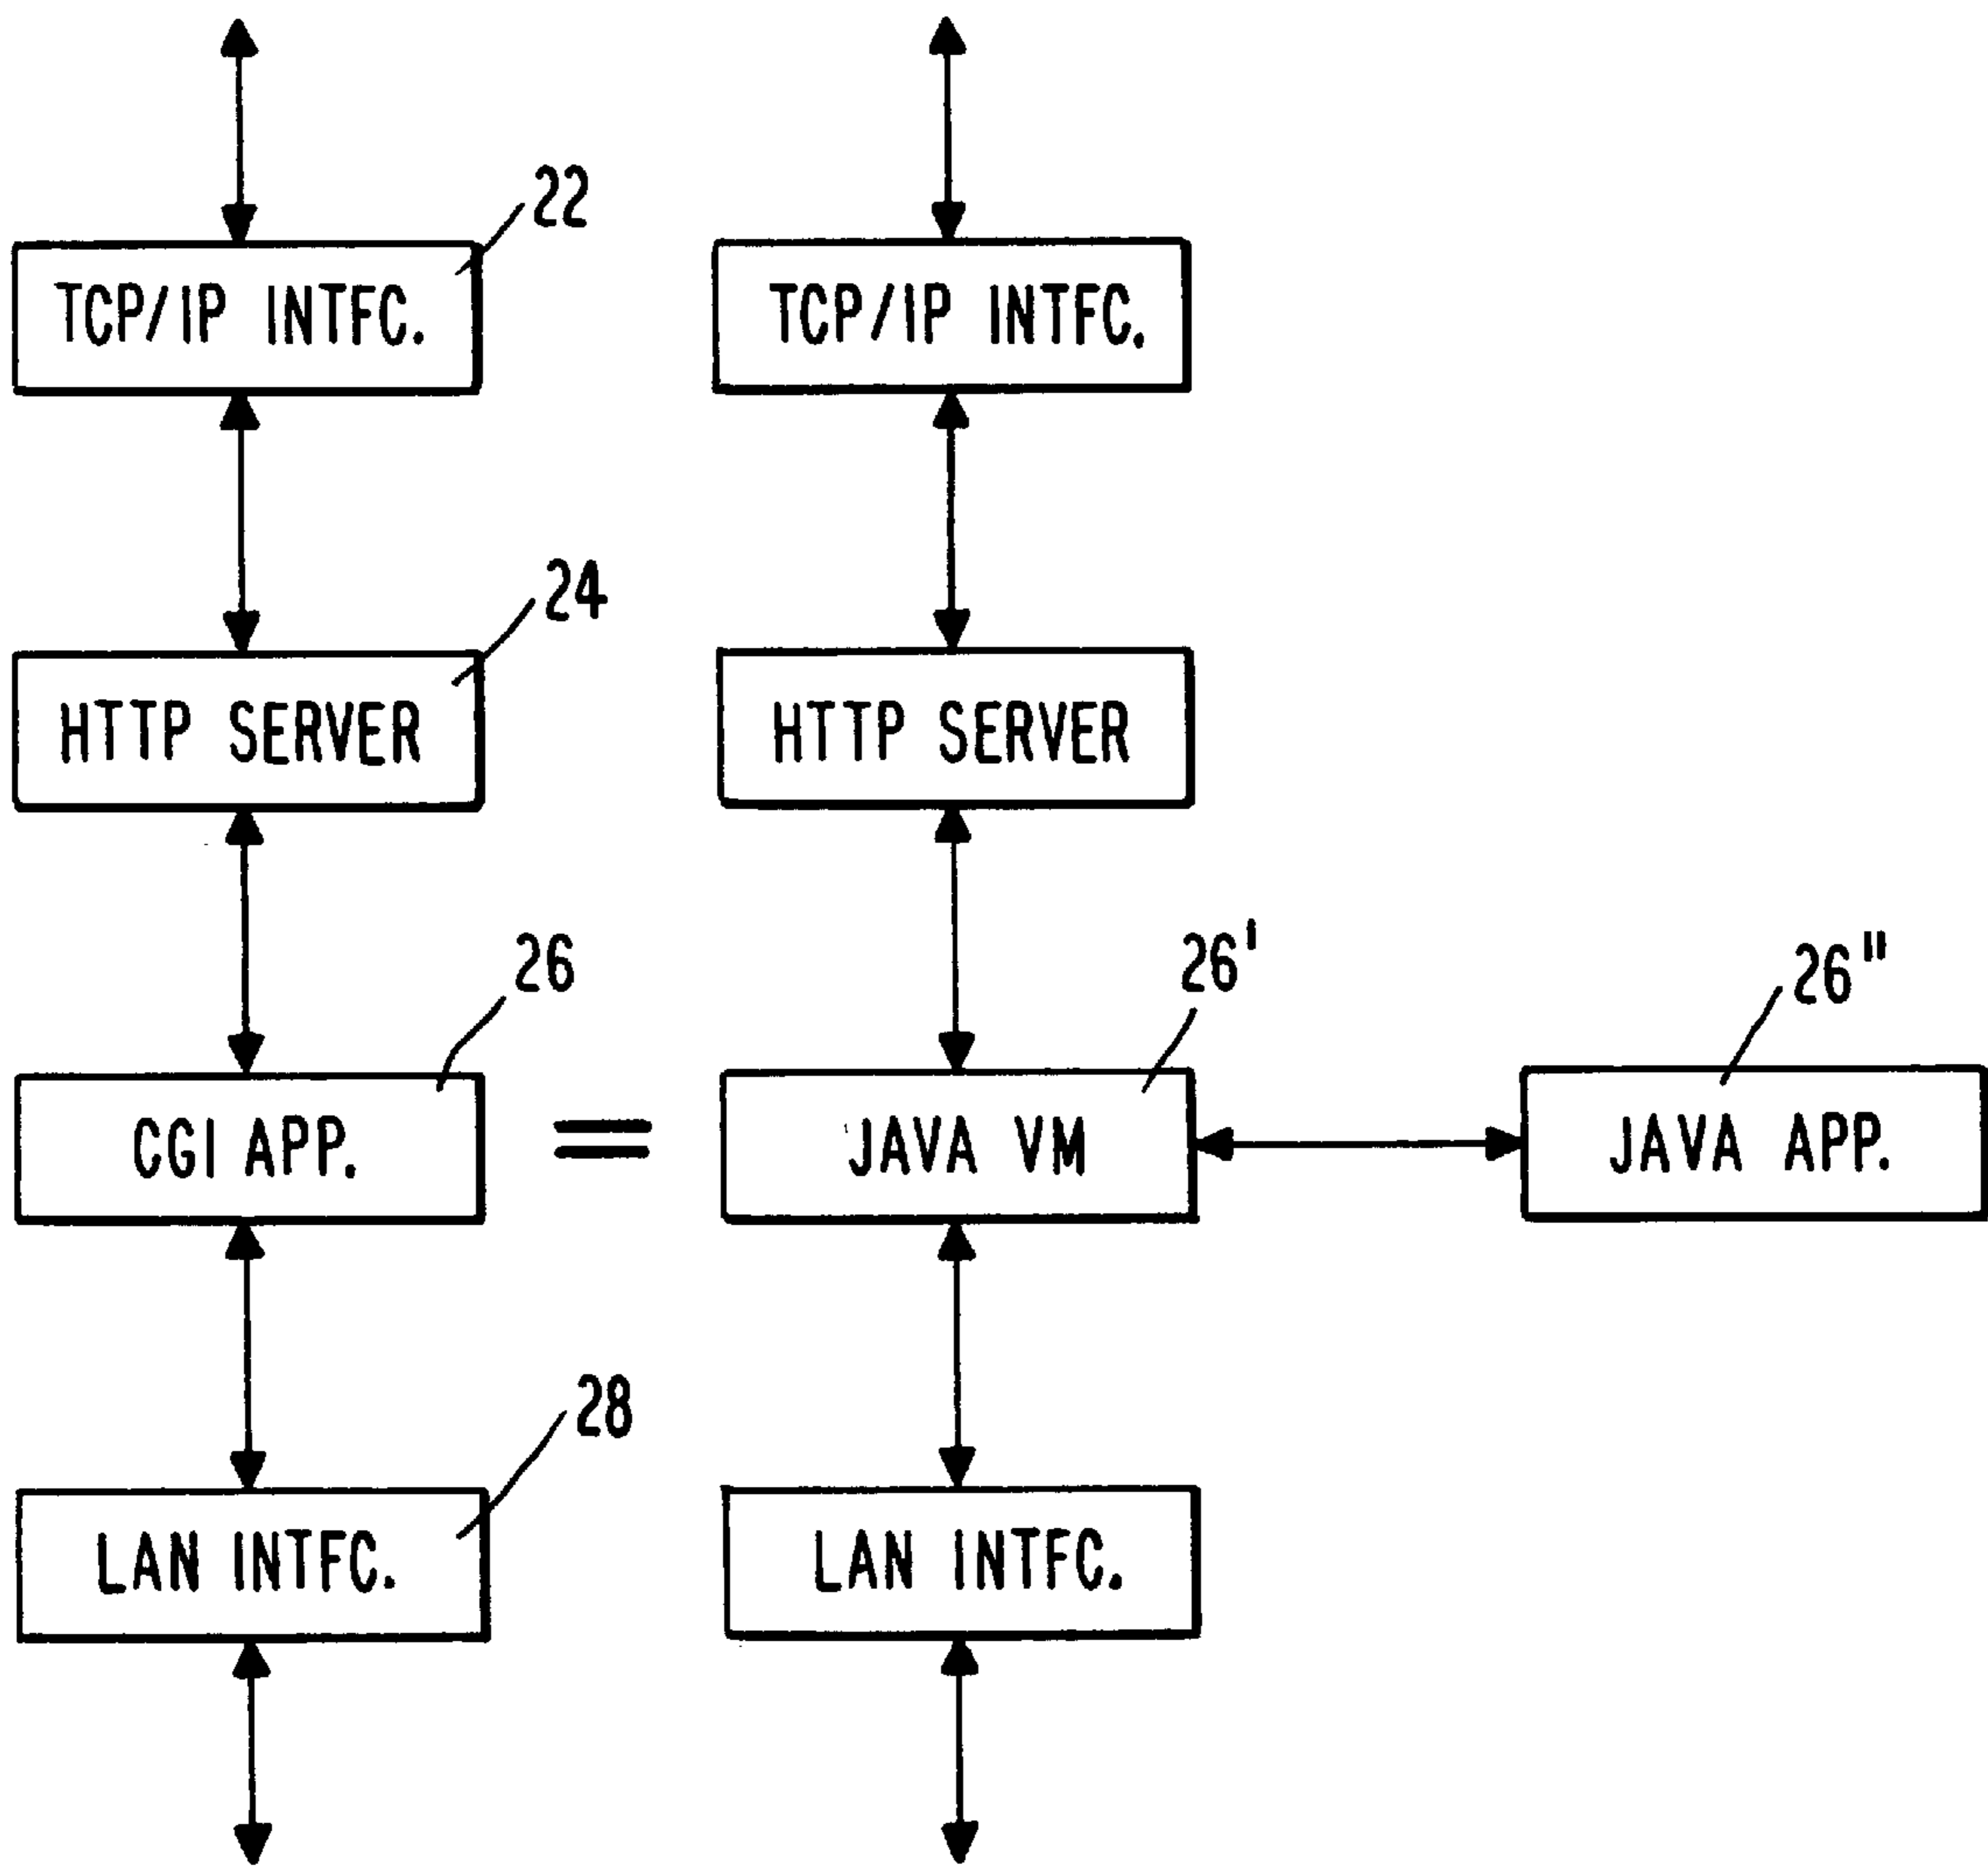 22
TCP/IP INTFC.
TCP/IP INTFC.
24
HTTP SERVER
HTTP SERVER
26
26'
26"
CGI APP.
=
JAVA VM
JAVA APP.
28
LAN INTFC.
LAN INTFC.